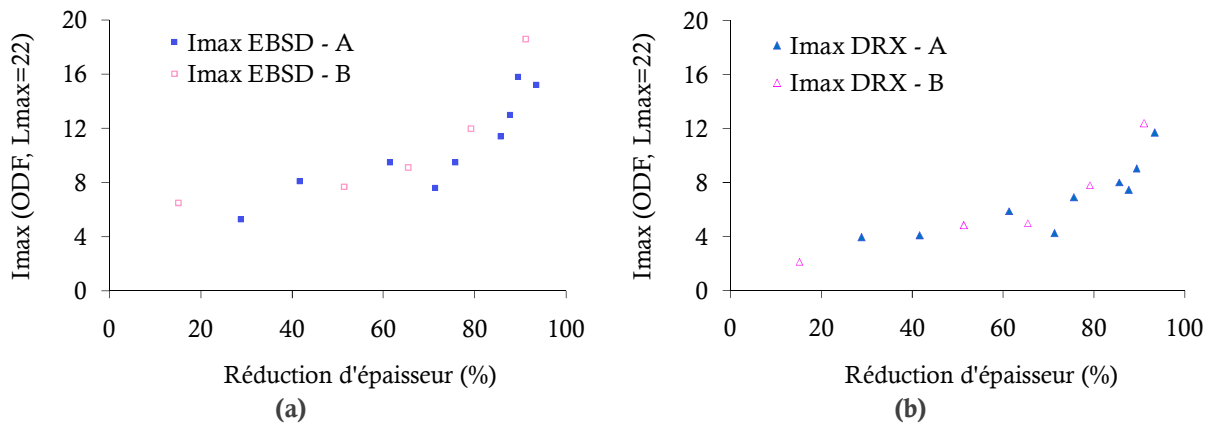 20
16
12
8
4
0
0 20 40 60 80 100
Imax (ODF, Lmax=22)
Imax EBSD - A
Imax EBSD - B
Réduction d'épaisseur (%)
(a)
20
16
12
8
4
0
0 20 40 60 80 100
Imax (ODF, Lmax=22)
Imax DRX - A
Imax DRX - B
Réduction d'épaisseur (%)
(b)